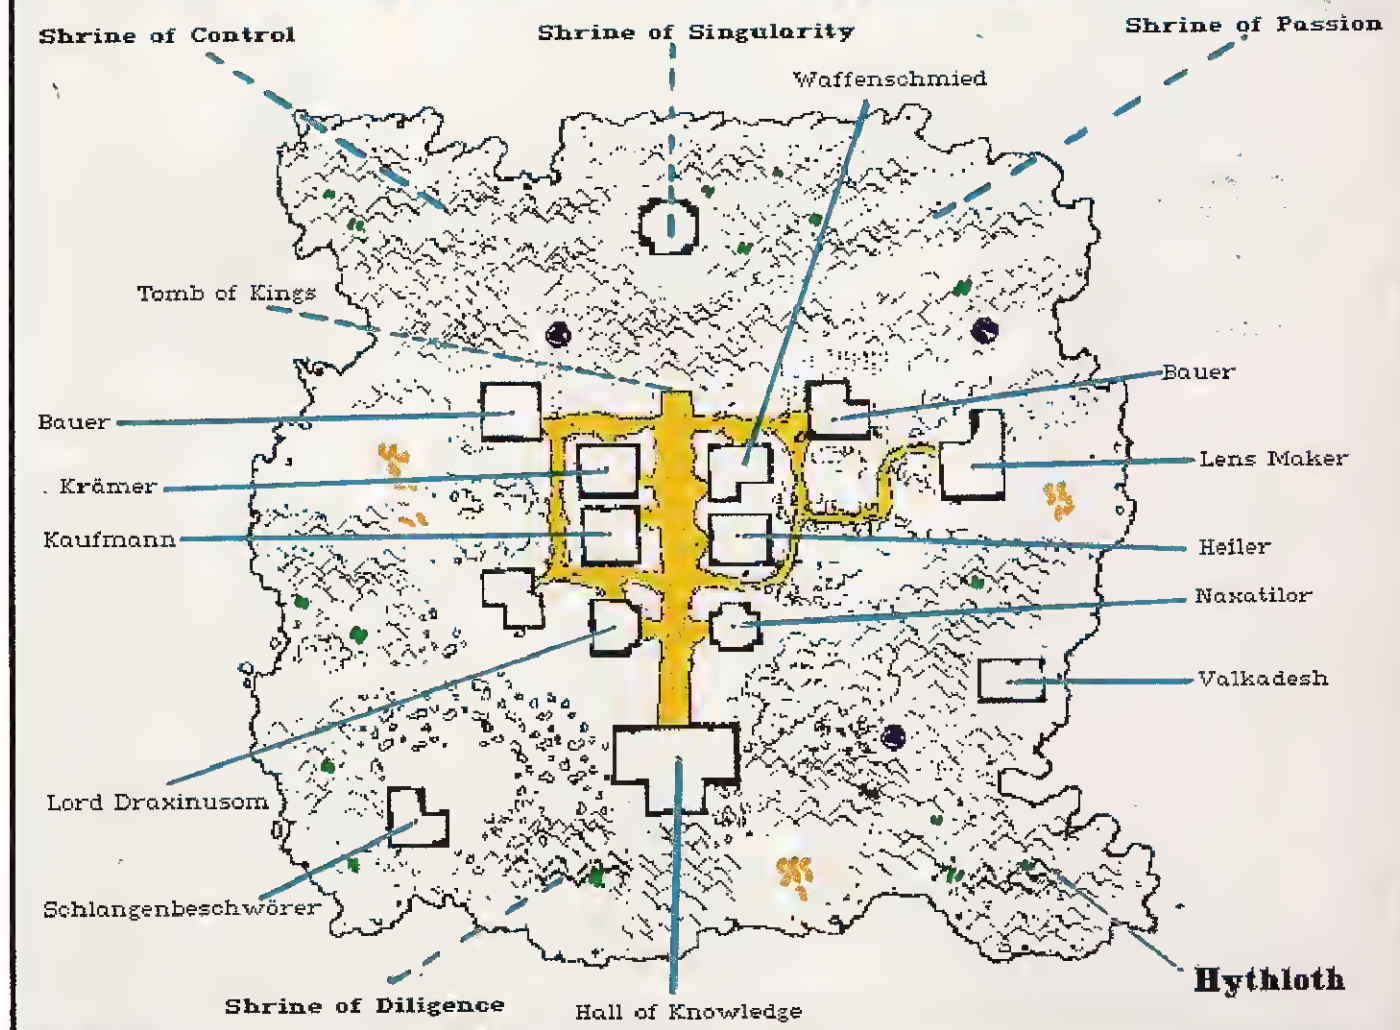 Shrine of Control
Shrine of Singularity
Shrine of Passion
Waffenschmied
Tomb of Kings
Bauer
Bauer
Krämer
Lens Maker
Kaufmann
Heiler
Naxatilor
Valkadesh
Lord Draxinusom
Schlangenbeschwörer
Shrine of Diligence
Hall of Knowledge
Hythloth